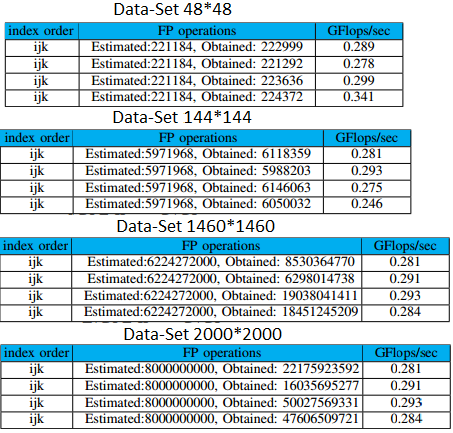 Data-Set 48*48
index order FP operations GFlops/sec
ijk Estimated:221184, Obtained: 222999 0.289
ijk Estimated:221184, Obtained: 221292 0.278
ijk Estimated:221184, Obtained: 223636 0.299
ijk Estimated:221184, Obtained: 224372 0.341
Data-Set 144*144
index order FP operations GFlops/sec
ijk Estimated:5971968, Obtained: 6118359 0.281
ijk Estimated:5971968, Obtained: 5988203 0.293
ijk Estimated:5971968, Obtained: 6146063 0.275
ijk Estimated:5971968, Obtained: 6050032 0.246
Data-Set 1460*1460
index order FP operations GFlops/sec
ijk Estimated:6224272000, Obtained: 8530364770 0.281
ijk Estimated:6224272000, Obtained: 6298014738 0.291
ijk Estimated:6224272000, Obtained: 19038041411 0.293
ijk Estimated:6224272000, Obtained: 18451245209 0.284
Data-Set 2000*2000
index order FP operations GFlops/sec
ijk Estimated:8000000000, Obtained: 22175923592 0.281
ijk Estimated:8000000000, Obtained: 16035695277 0.291
ijk Estimated:8000000000, Obtained: 50027569331 0.293
ijk Estimated:8000000000, Obtained: 47606509721 0.284